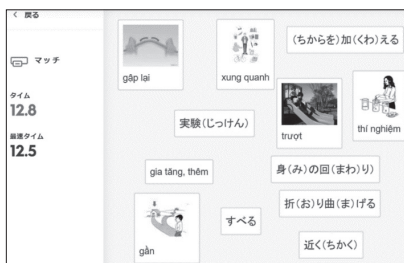 戻る
マッチ
タイム
12.8
最速タイム
12.5
gập lại
xung quanh
(ちからを)加(くわ)える
実験(じっけん)
trượt
thí nghiệm
gia tăng, thêm
身(み)の回(まわ)り)
折(お)り曲(ま)げる
すべる
gần
近く(ちかく)